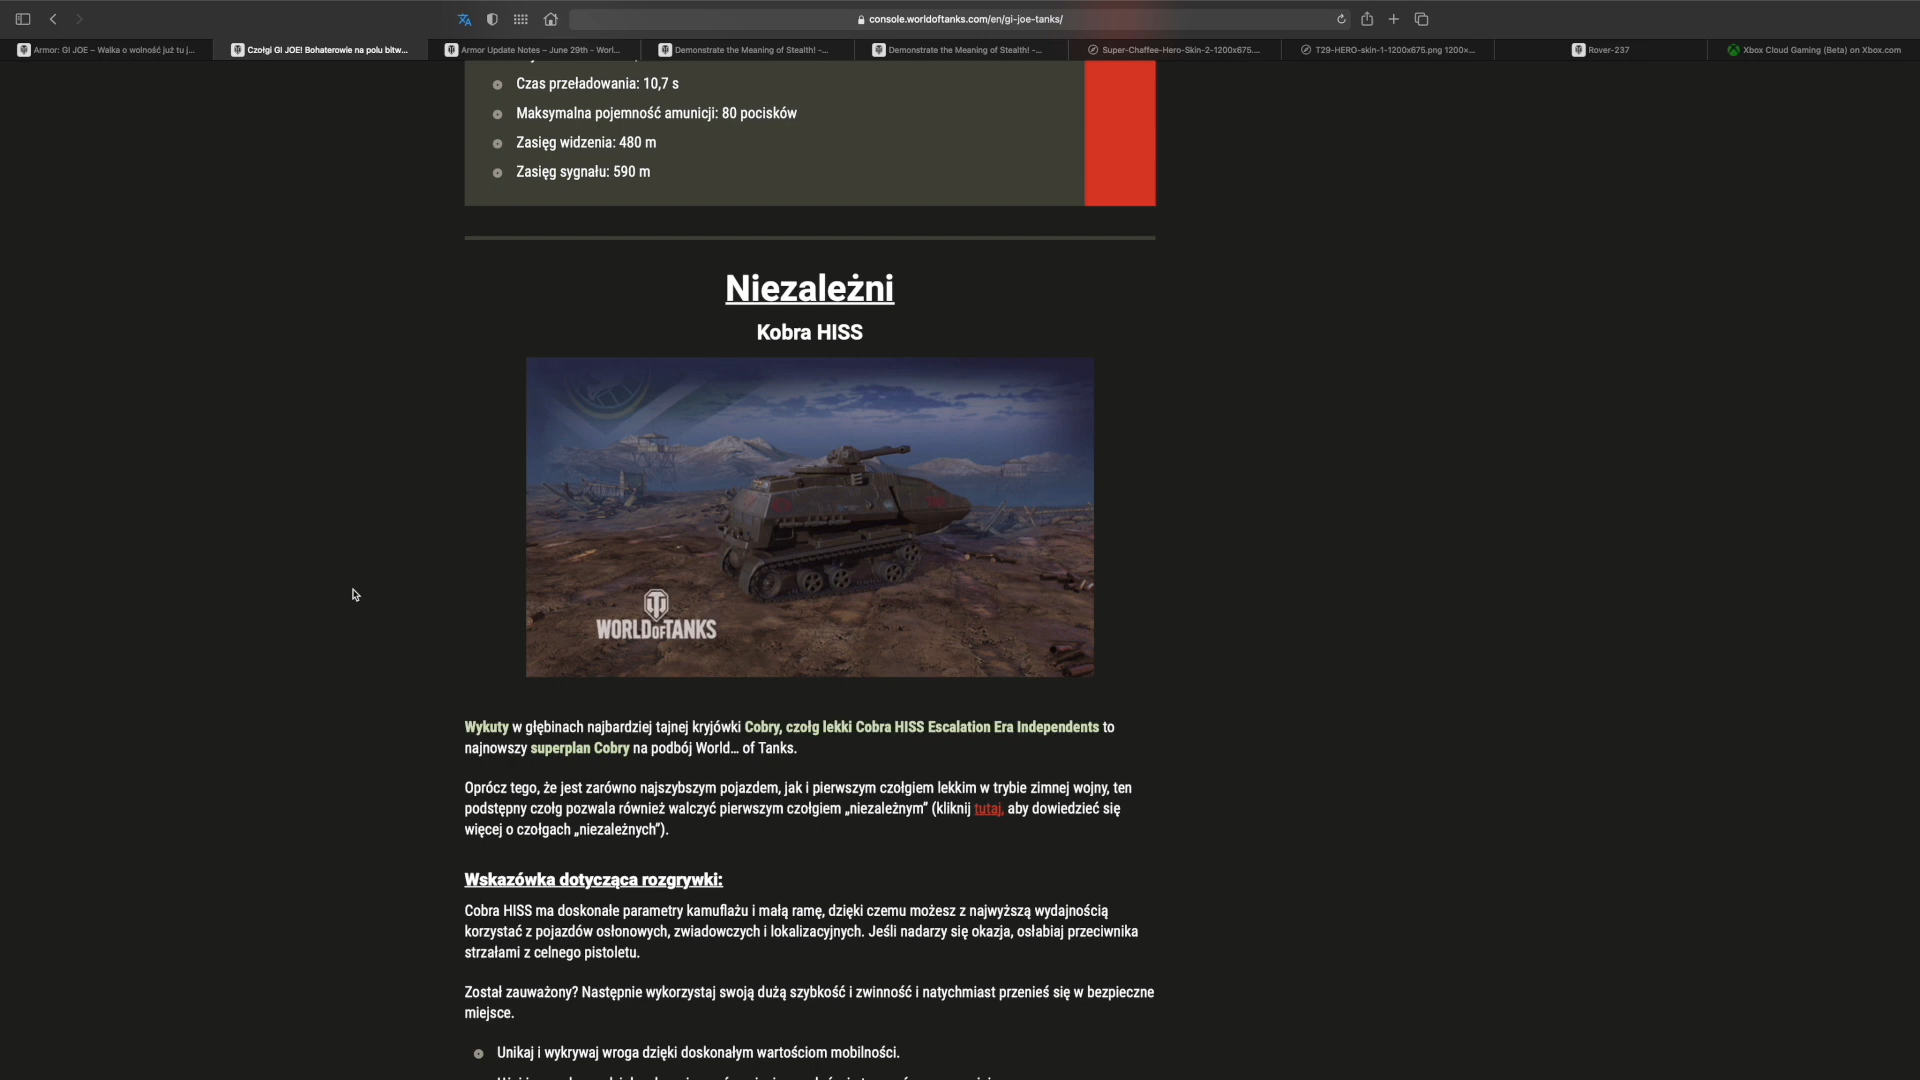 console.worldoftanks.com/en/gi-joe-tanks/
Armor: GI JOE – Walka o wolność już tu j...
Czołgi GI JOE! Bohaterowie na polu bitw...
Armor Update Notes – June 29th - Worl...
Demonstrate the Meaning of Stealth! -...
Demonstrate the Meaning of Stealth! -...
Super-Chaffee-Hero-Skin-2-1200x675....
T29-HERO-skin-1-1200x675.png 1200×...
Rover-237
Xbox Cloud Gaming (Beta) on Xbox.com
Czas przeładowania: 10,7 s
Maksymalna pojemność amunicji: 80 pocisków
Zasięg widzenia: 480 m
Zasięg sygnału: 590 m
Niezależni
Kobra HISS
WORLD OF TANKS
Wykuty w głębinach najbardziej tajnej kryjówki Cobry, czołg lekki Cobra HISS Escalation Era Independents to
najnowszy superplan Cobry na podbój World... of Tanks.
Oprócz tego, że jest zarówno najszybszym pojazdem, jak i pierwszym czołgiem lekkim w trybie zimnej wojny, ten
podstępny czołg pozwala również walczyć pierwszym czołgiem „niezależnym” (kliknij tutaj, aby dowiedzieć się
więcej o czołgach „niezależnych”).
Wskazówka dotycząca rozgrywki:
Cobra HISS ma doskonałe parametry kamuflażu i małą ramę, dzięki czemu możesz z najwyższą wydajnością
korzystać z pojazdów osłonowych, zwiadowczych i lokalizacyjnych. Jeśli nadarzy się okazja, osłabiaj przeciwnika
strzałami z celnego pistoletu.
Został zauważony? Następnie wykorzystaj swoją dużą szybkość i zwinność i natychmiast przenieś się w bezpieczne
miejsce.
Unikaj i wykrywaj wroga dzięki doskonałym wartościom mobilności.